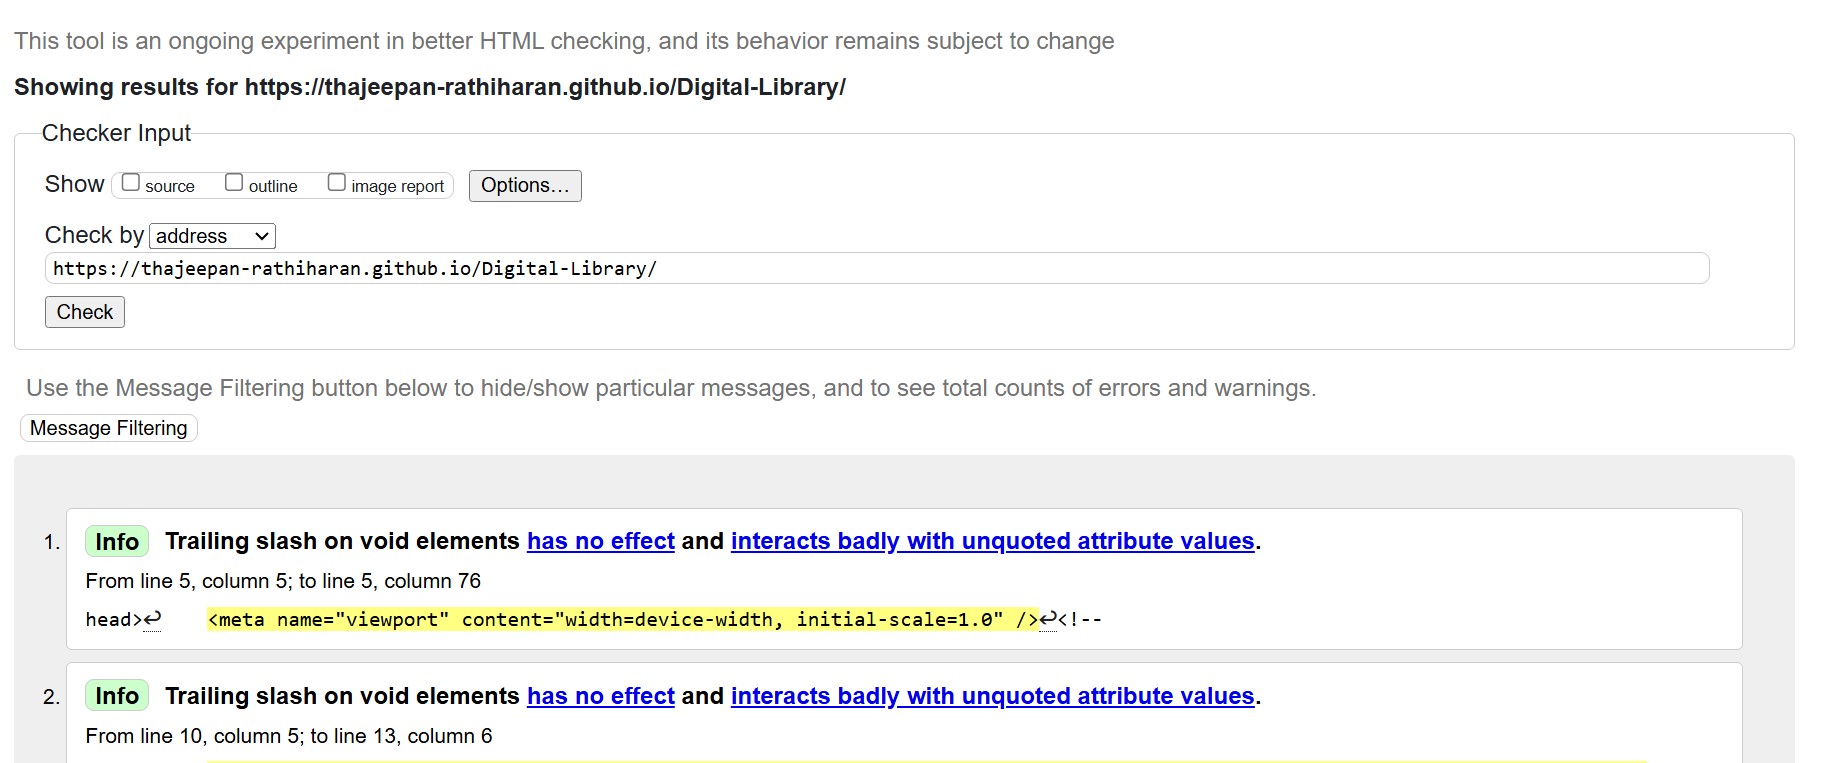 This tool is an ongoing experiment in better HTML checking, and its behavior remains subject to change
Showing results for https://thajeepan-rathiharan.github.io/Digital-Library/
Checker Input
Show source outline image report Options...
Check by address
https://thajeepan-rathiharan.github.io/Digital-Library/
Check
Use the Message Filtering button below to hide/show particular messages, and to see total counts of errors and warnings.
Message Filtering
1. Info Trailing slash on void elements has no effect and interacts badly with unquoted attribute values.
From line 5, column 5; to line 5, column 76
head>↩ <meta name="viewport" content="width=device-width, initial-scale=1.0" />↩<!--
2. Info Trailing slash on void elements has no effect and interacts badly with unquoted attribute values.
From line 10, column 5; to line 13, column 6